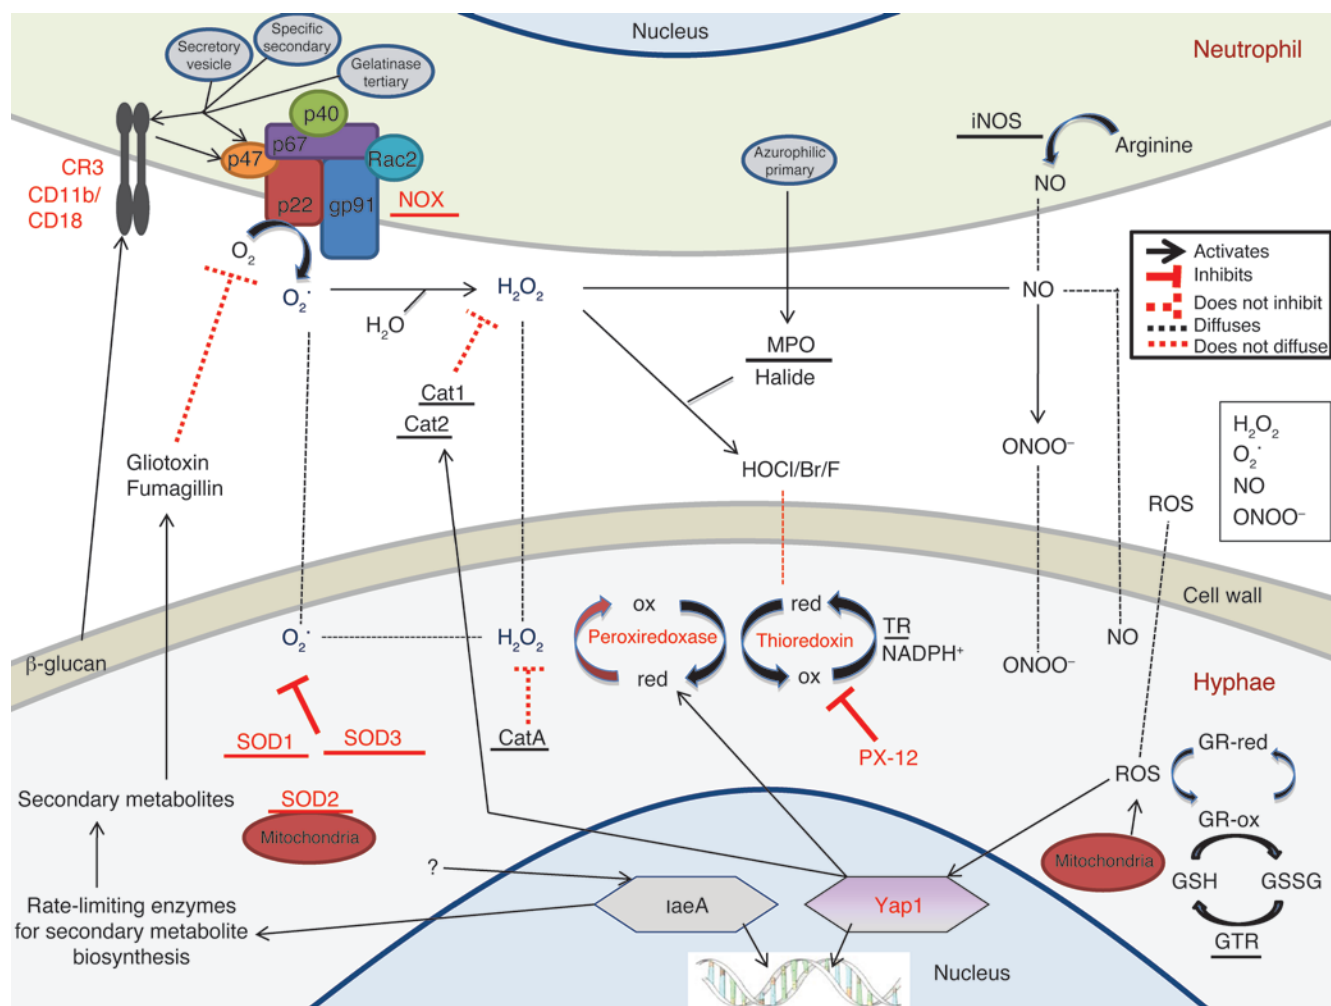 Nucleus
Neutrophil
Secretory
vesicle
Specific
secondary
Gelatinase
tertiary
p40
p67
p47
Rac2
p22
gp91
NOX
CR3
CD11b/
CD18
Azurophilic
primary
iNOS
Arginine
NO
O₂
O₂˙
H₂O
H₂O₂
NO
MPO
Halide
Cat1
Cat2
HOCl/Br/F
ONOO⁻
Activates
Inhibits
Does not inhibit
Diffuses
Does not diffuse
H₂O₂
O₂˙
NO
ONOO⁻
Gliotoxin
Fumagillin
ROS
Cell wall
β-glucan
O₂˙
H₂O₂
ox
Peroxiredoxase
red
red
Thioredoxin
ox
TR
NADPH⁺
NO
ONOO⁻
Hyphae
SOD1
SOD3
CatA
PX-12
Secondary metabolites
SOD2
Mitochondria
ROS
GR-red
GR-ox
Mitochondria
GSH
GSSG
GTR
?
Rate-limiting enzymes
for secondary metabolite
biosynthesis
laeA
Yap1
Nucleus